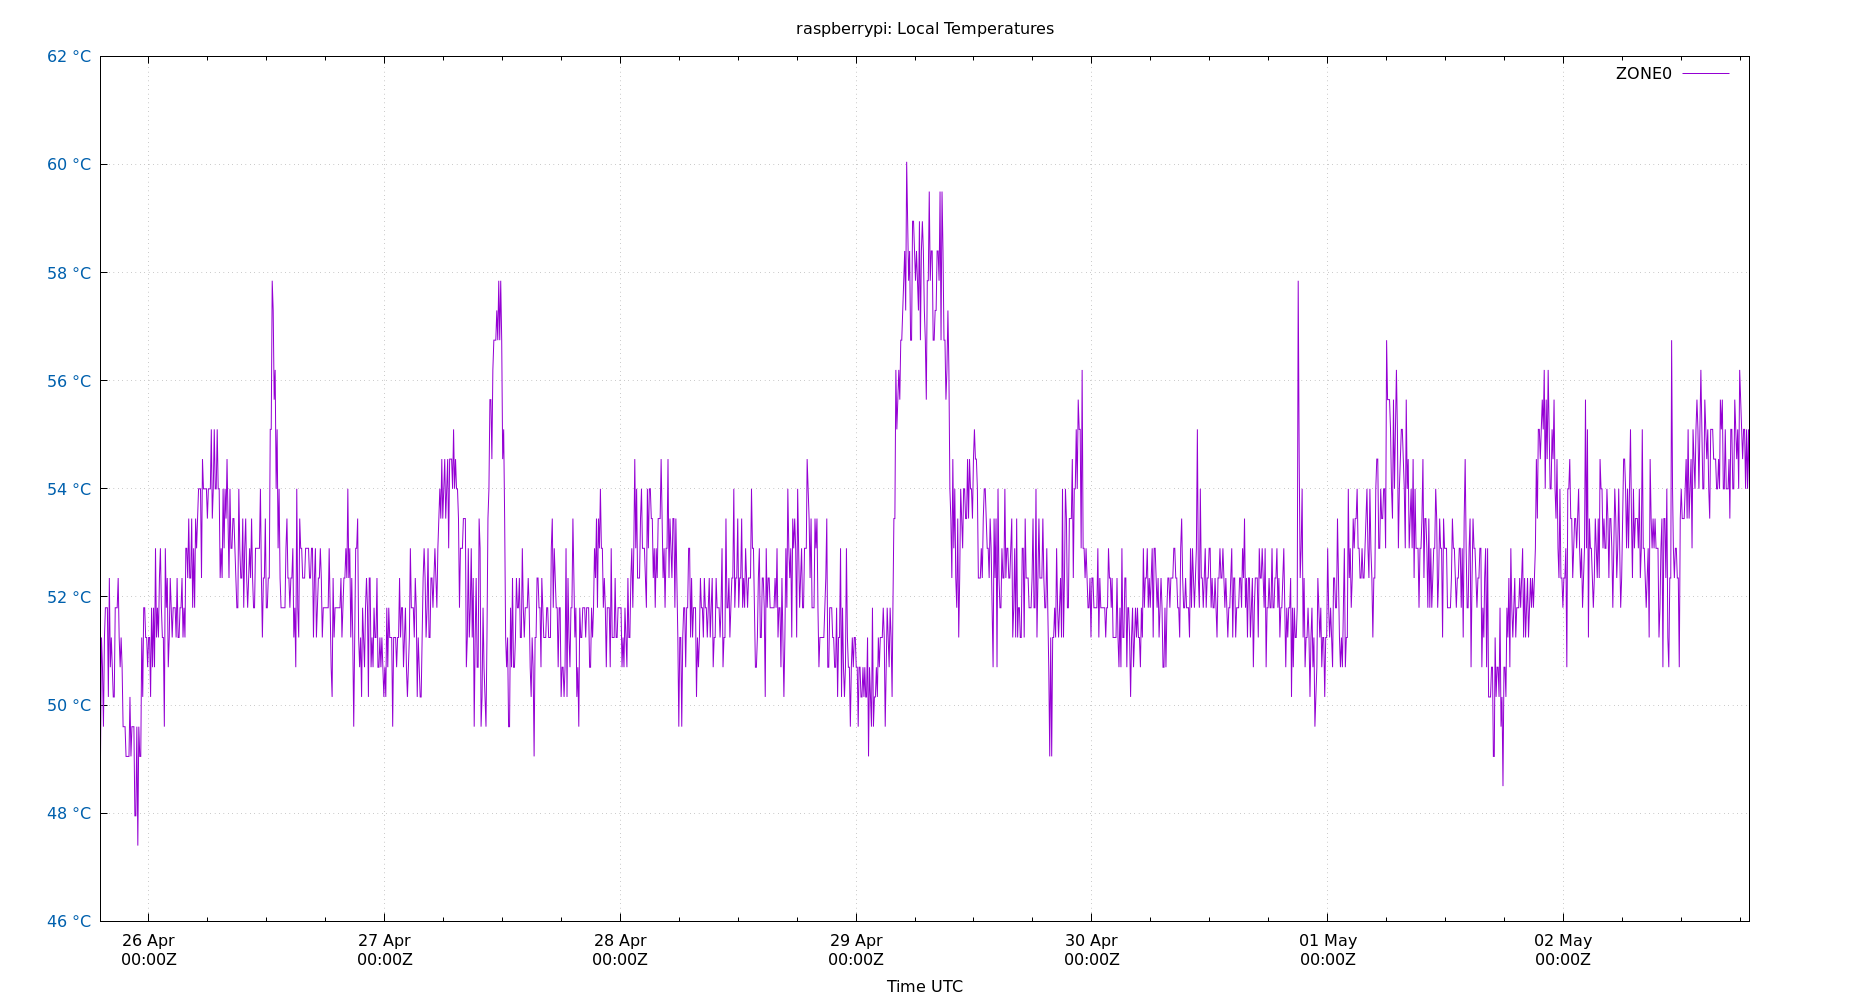 raspberrypi: Local Temperatures
62 °C
ZONE0
60 °C
58 °C
56 °C
54 °C
52 °C
50 °C
48 °C
46 °C
26 Apr 27 Apr 28 Apr 29 Apr 30 Apr 01 May 02 May
00:00Z 00:00Z 00:00Z 00:00Z 00:00Z 00:00Z 00:00Z
Time UTC